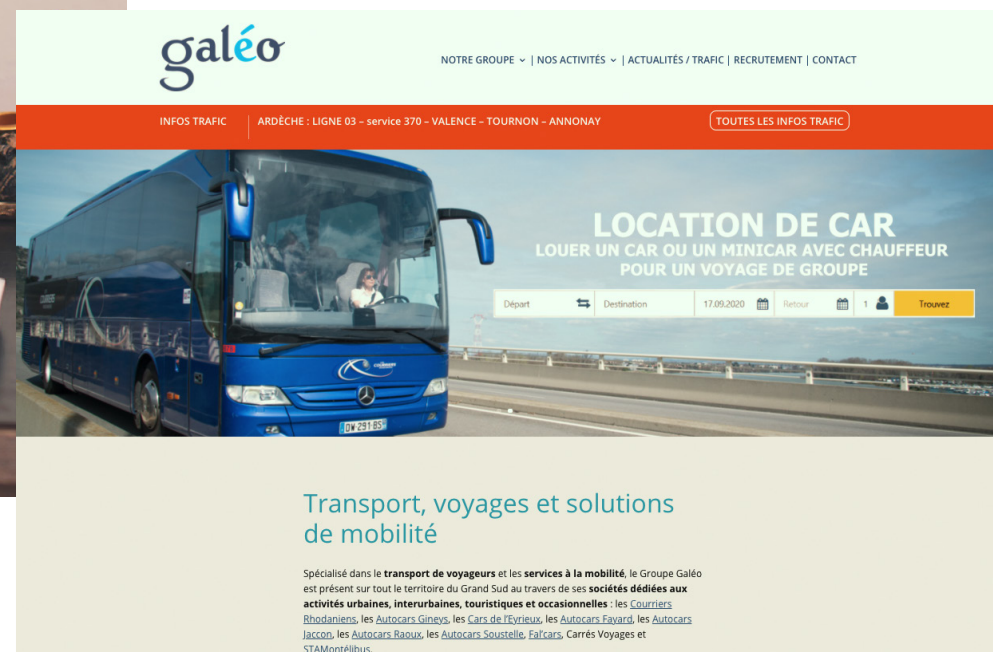 galéo
NOTRE GROUPE | NOS ACTIVITÉS | ACTUALITÉS / TRAFIC | RECRUTEMENT | CONTACT
INFOS TRAFIC
ARDÈCHE : LIGNE 03 – service 370 – VALENCE – TOURNON – ANNONAY
TOUTES LES INFOS TRAFIC
LOCATION DE CAR
LOUER UN CAR OU UN MINICAR AVEC CHAUFFEUR
POUR UN VOYAGE DE GROUPE
Départ
Destination
17.09.2020
Retour
1
Trouvez
DW-291-BS
Transport, voyages et solutions
de mobilité
Spécialisé dans le transport de voyageurs et les services à la mobilité, le Groupe Galéo
est présent sur tout le territoire du Grand Sud au travers de ses sociétés dédiées aux
activités urbaines, interurbaines, touristiques et occasionnelles : les Courriers
Rhodaniens, les Autocars Gineys, les Cars de l'Eyrieux, les Autocars Fayard, les Autocars
Jaccon, les Autocars Raoux, les Autocars Soustelle, Fal'cars, Carrés Voyages et
STAMontélibus.